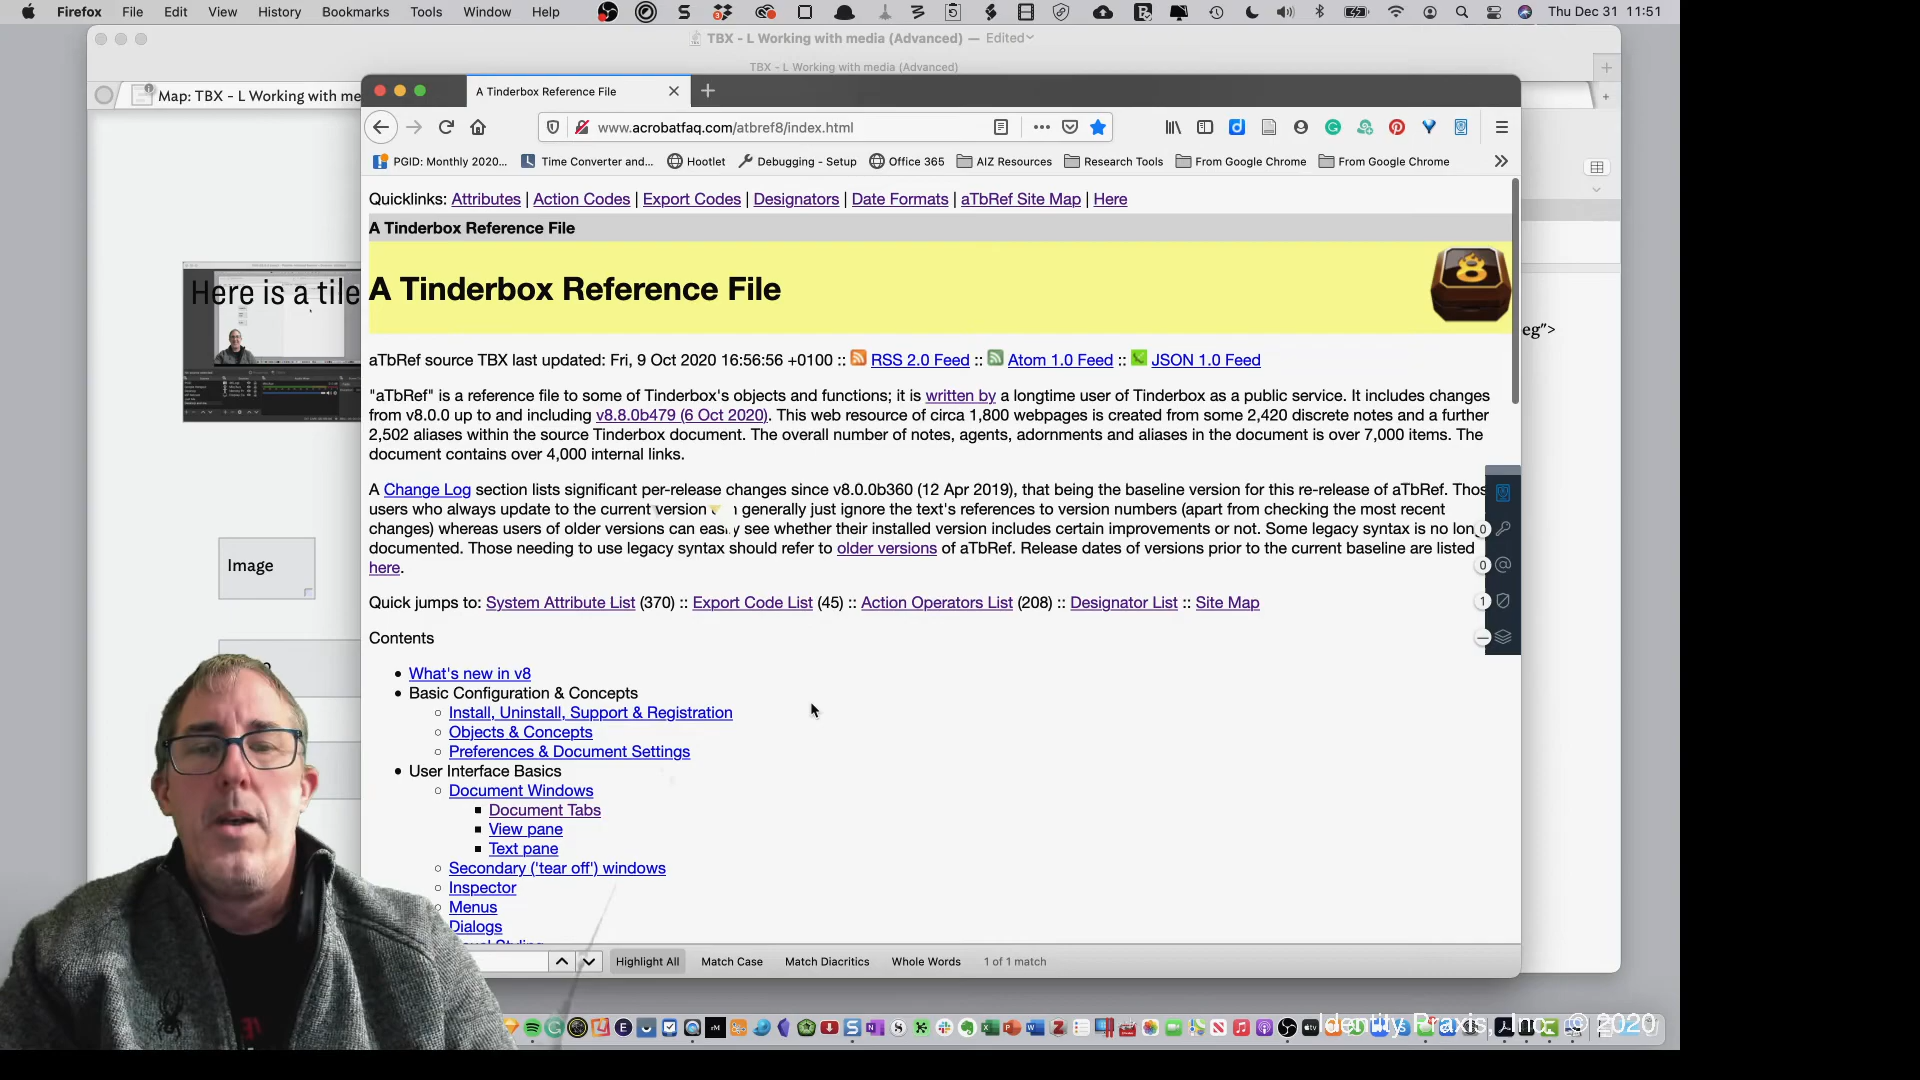 Firefox File Edit View History Bookmarks Tools Window Help Thu Dec 31 11:51
TBX - L Working with media (Advanced) — Edited
TBX - L Working with media (Advanced)
Map: TBX - L Working with me
A Tinderbox Reference File
www.acrobatfaq.com/atbref8/index.html
PGID: Monthly 2020... Time Converter and... Hootlet Debugging - Setup Office 365 AIZ Resources Research Tools From Google Chrome From Google Chrome
Quicklinks: Attributes | Action Codes | Export Codes | Designators | Date Formats | aTbRef Site Map | Here
A Tinderbox Reference File
A Tinderbox Reference File
8
Here is a tile
eg">
aTbRef source TBX last updated: Fri, 9 Oct 2020 16:56:56 +0100 :: RSS 2.0 Feed :: Atom 1.0 Feed :: JSON 1.0 Feed
"aTbRef" is a reference file to some of Tinderbox's objects and functions; it is written by a longtime user of Tinderbox as a public service. It includes changes
from v8.0.0 up to and including v8.8.0b479 (6 Oct 2020). This web resource of circa 1,800 webpages is created from some 2,420 discrete notes and a further
2,502 aliases within the source Tinderbox document. The overall number of notes, agents, adornments and aliases in the document is over 7,000 items. The
document contains over 4,000 internal links.
A Change Log section lists significant per-release changes since v8.0.0b360 (12 Apr 2019), that being the baseline version for this re-release of aTbRef. Thos
users who always update to the current version generally just ignore the text's references to version numbers (apart from checking the most recent
changes) whereas users of older versions can easily see whether their installed version includes certain improvements or not. Some legacy syntax is no lon
documented. Those needing to use legacy syntax should refer to older versions of aTbRef. Release dates of versions prior to the current baseline are listed
here.
0
0
1
Image
Quick jumps to: System Attribute List (370) :: Export Code List (45) :: Action Operators List (208) :: Designator List :: Site Map
Contents
What's new in v8
Basic Configuration & Concepts
Install, Uninstall, Support & Registration
Objects & Concepts
Preferences & Document Settings
User Interface Basics
Document Windows
Document Tabs
View pane
Text pane
Secondary ('tear off') windows
Inspector
Menus
Dialogs
Highlight All Match Case Match Diacritics Whole Words 1 of 1 match
Identity Praxis, Inc. © 2020